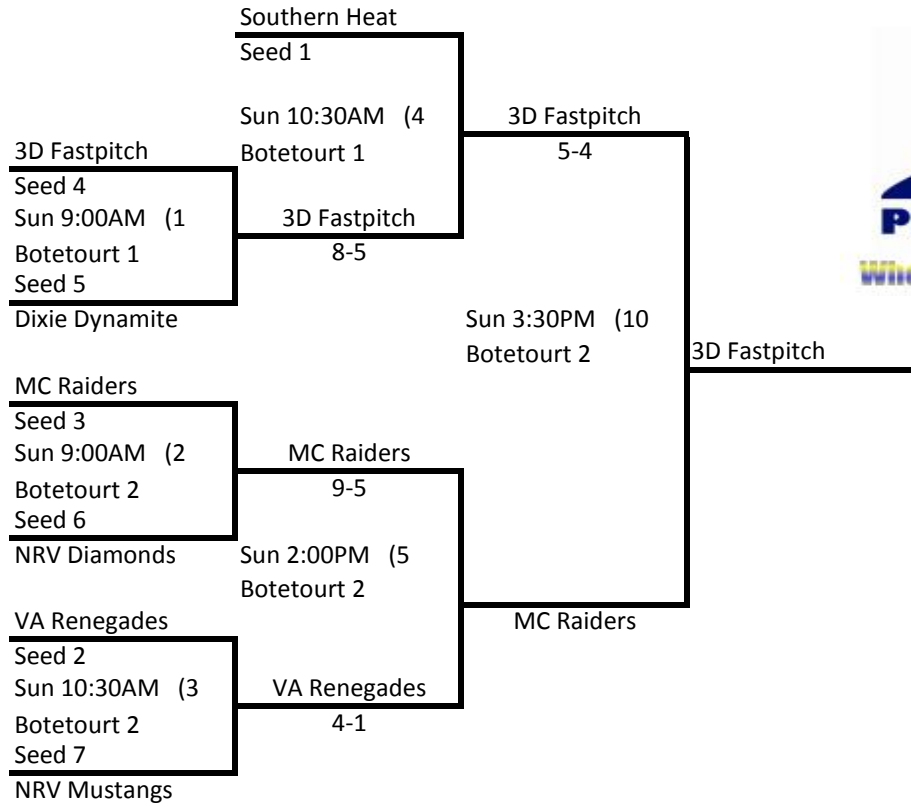 Southern Heat
Seed 1
Sun 10:30AM (4
Botetourt 1
3D Fastpitch
5-4
3D Fastpitch
Seed 4
Sun 9:00AM (1
Botetourt 1
Seed 5
Dixie Dynamite
3D Fastpitch
8-5
Sun 3:30PM (10
Botetourt 2
3D Fastpitch
MC Raiders
Seed 3
Sun 9:00AM (2
Botetourt 2
Seed 6
NRV Diamonds
MC Raiders
9-5
Sun 2:00PM (5
Botetourt 2
MC Raiders
VA Renegades
Seed 2
Sun 10:30AM (3
Botetourt 2
Seed 7
NRV Mustangs
VA Renegades
4-1